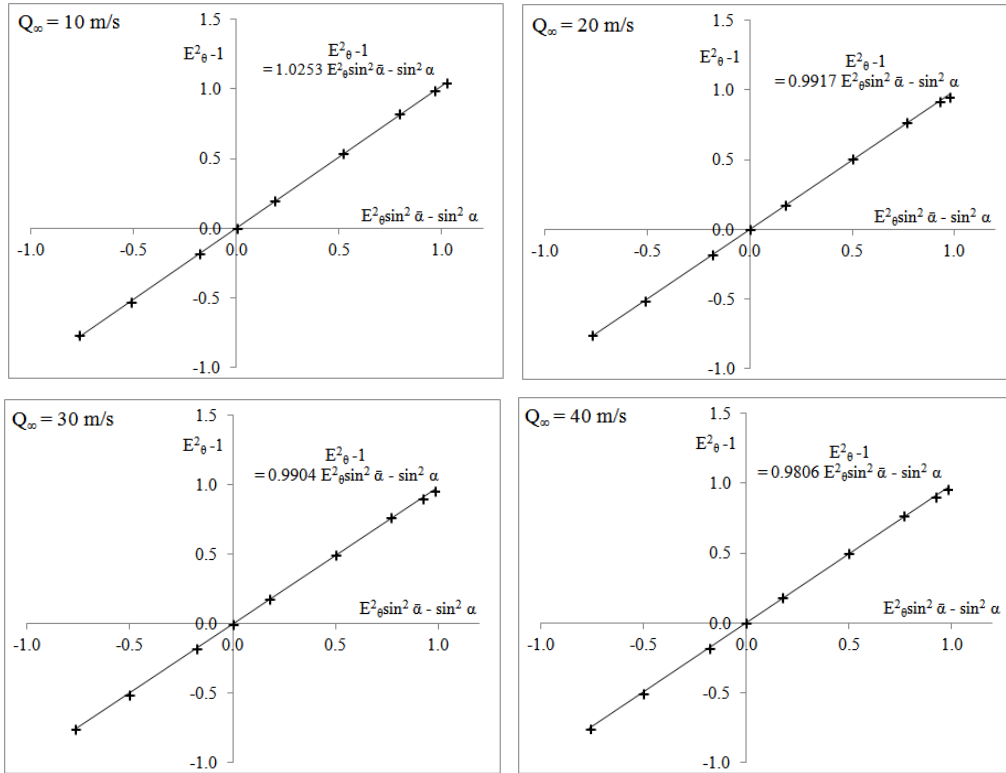 Q∞ = 10 m/s
1.5
E²θ-1
E²θ-1
= 1.0253 E²θsin² ᾱ - sin² α
1.0
0.5
E²θsin² ᾱ - sin² α
0.0
-1.0 -0.5 0.0 0.5 1.0
-0.5
-1.0
Q∞ = 20 m/s
1.5
E²θ-1
E²θ-1
= 0.9917 E²θsin² ᾱ - sin² α
1.0
0.5
E²θsin² ᾱ - sin² α
0.0
-1.0 -0.5 0.0 0.5 1.0
-0.5
-1.0
Q∞ = 30 m/s
1.5
E²θ-1
E²θ-1
= 0.9904 E²θsin² ᾱ - sin² α
1.0
0.5
E²θsin² ᾱ - sin² α
0.0
-1.0 -0.5 0.0 0.5 1.0
-0.5
-1.0
Q∞ = 40 m/s
1.5
E²θ-1
E²θ-1
= 0.9806 E²θsin² ᾱ - sin² α
1.0
0.5
E²θsin² ᾱ - sin² α
0.0
-1.0 -0.5 0.0 0.5 1.0
-0.5
-1.0